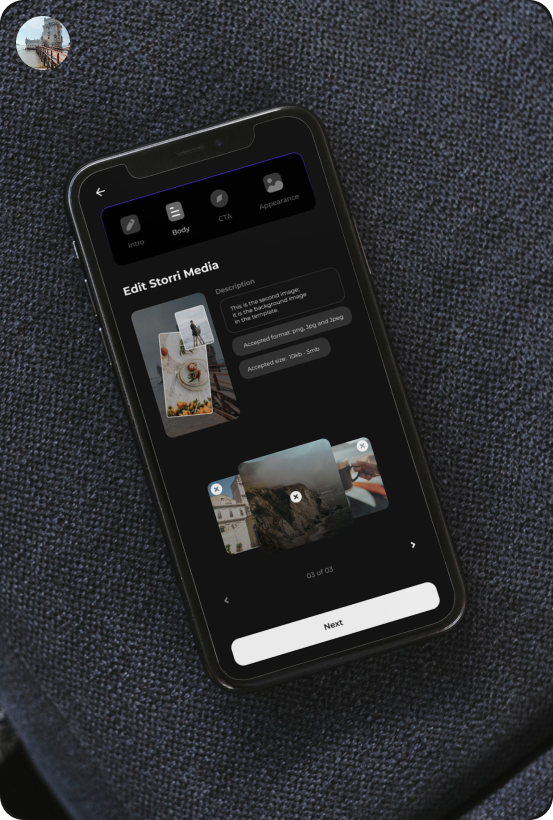 Intro
Body
CTA
Appearance
Edit Storri Media
Description
This is the second image:
it is the background image
in the template.
Accepted format: png, Jpg and Jpeg
Accepted size: 10kb - 5mb
03 of 03
Next